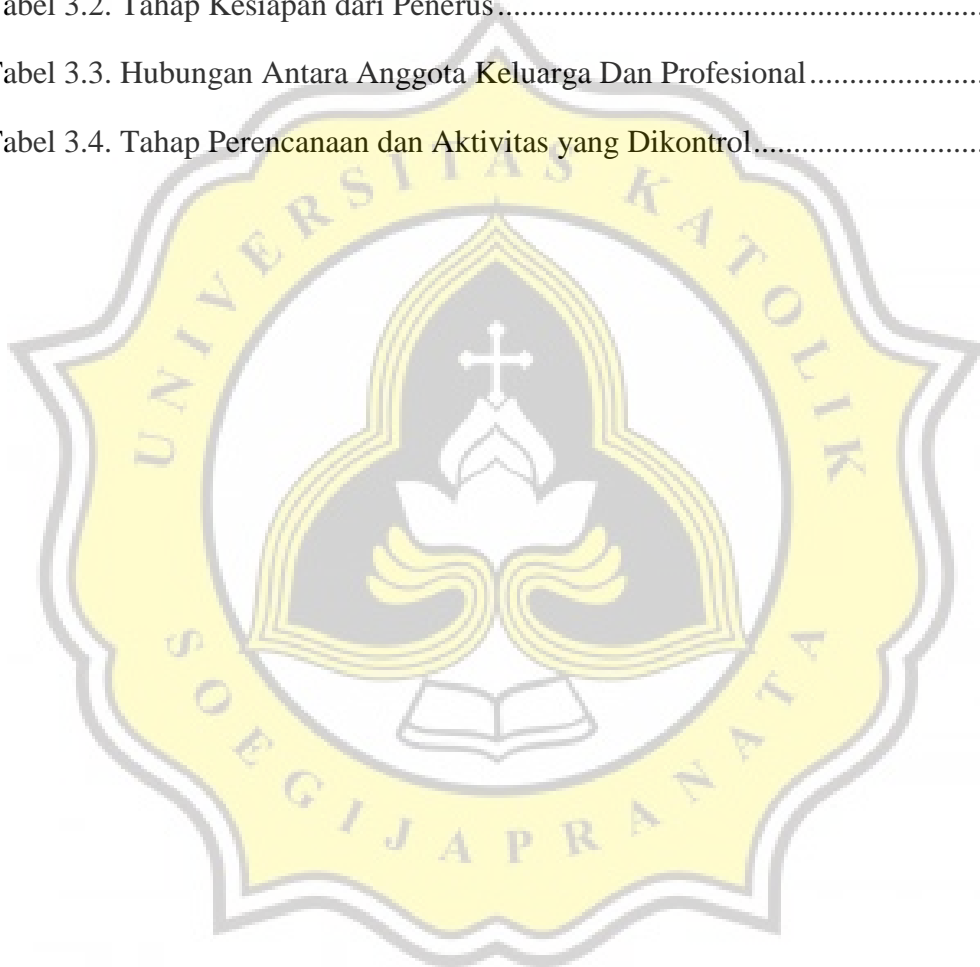 Tabel 3.2. Tahap Kesiapan dari Penerus..............................................................
Tabel 3.3. Hubungan Antara Anggota Keluarga Dan Profesional......................
Tabel 3.4. Tahap Perencanaan dan Aktivitas yang Dikontrol.............................
UNIVERSITAS KATOLIK
SOEGIJAPRANATA